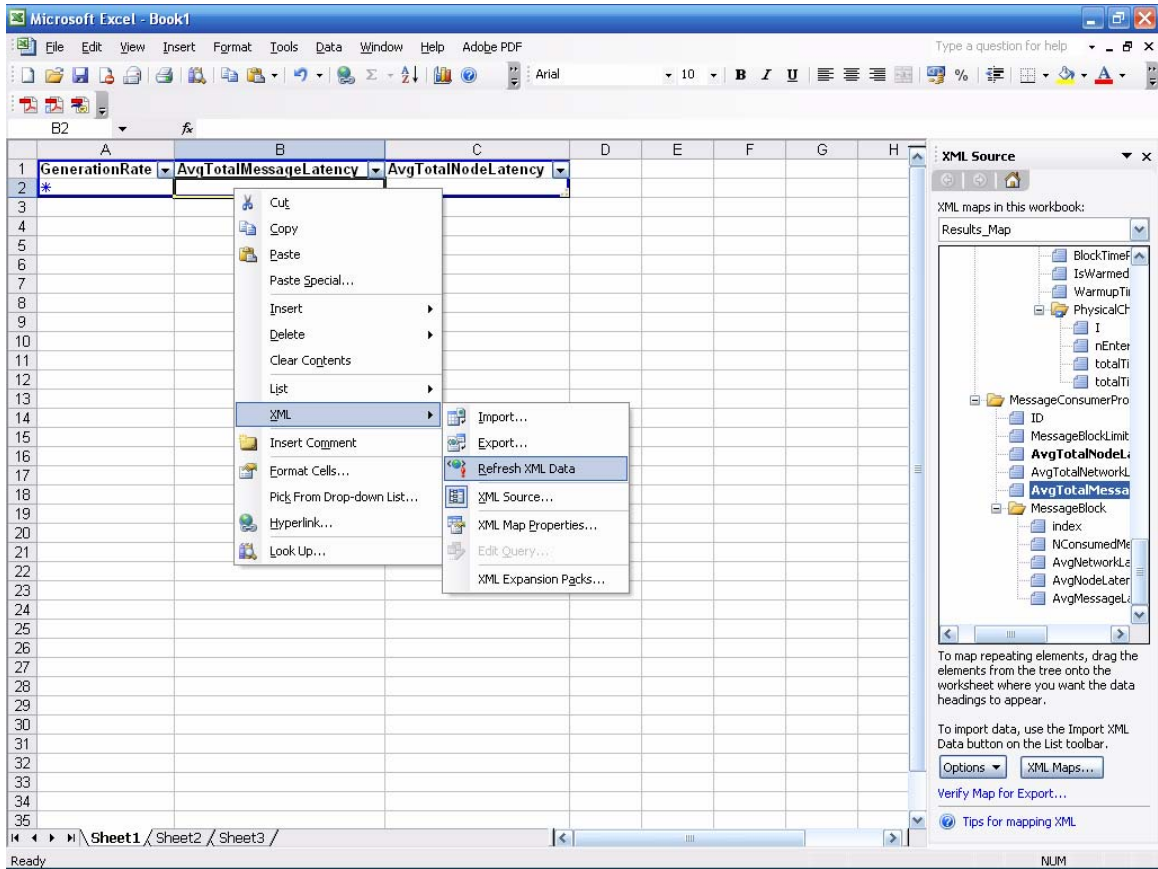 Microsoft Excel - Book1
File Edit View Insert Format Tools Data Window Help Adobe PDF Type a question for help
Arial 10 B I U % A
B2 fx
A B C D E F G H
1 GenerationRate AvgTotalMessageLatency AvgTotalNodeLatency
2 *
3
4
5
6
7
8
9
10
11
12
13
14
15
16
17
18
19
20
21
22
23
24
25
26
27
28
29
30
31
32
33
34
35
Cut
Copy
Paste
Paste Special...
Insert
Delete
Clear Contents
List
XML
Insert Comment
Format Cells...
Pick From Drop-down List...
Hyperlink...
Look Up...
Import...
Export...
Refresh XML Data
XML Source...
XML Map Properties...
Edit Query...
XML Expansion Packs...
XML Source
XML maps in this workbook:
Results_Map
BlockTimeF
IsWarmed
WarmupTi
PhysicalCh
I
nEnter
totalTi
totalTi
MessageConsumerPro
ID
MessageBlockLimit
AvgTotalNodeLa
AvgTotalNetworkL
AvgTotalMessa
MessageBlock
index
NConsumedMe
AvgNetworkLa
AvgNodeLater
AvgMessageLa
To map repeating elements, drag the
elements from the tree onto the
worksheet where you want the data
headings to appear.
To import data, use the Import XML
Data button on the List toolbar.
Options XML Maps...
Verify Map for Export...
Tips for mapping XML
Sheet1 Sheet2 Sheet3
Ready NUM